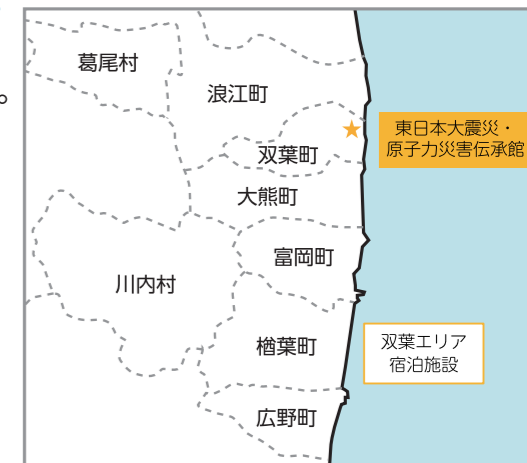 葛尾村
浪江町
東日本大震災・
原子力災害伝承館
双葉町
大熊町
富岡町
川内村
楢葉町
双葉エリア
宿泊施設
広野町